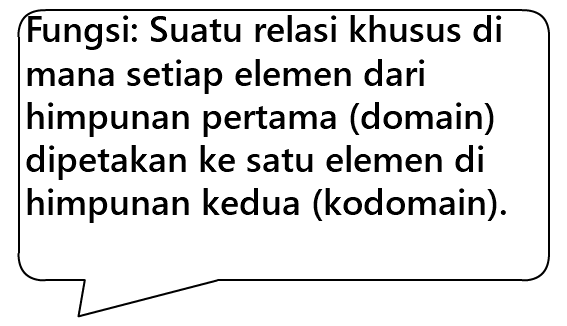 Fungsi: Suatu relasi khusus di
mana setiap elemen dari
himpunan pertama (domain)
dipetakan ke satu elemen di
himpunan kedua (kodomain).